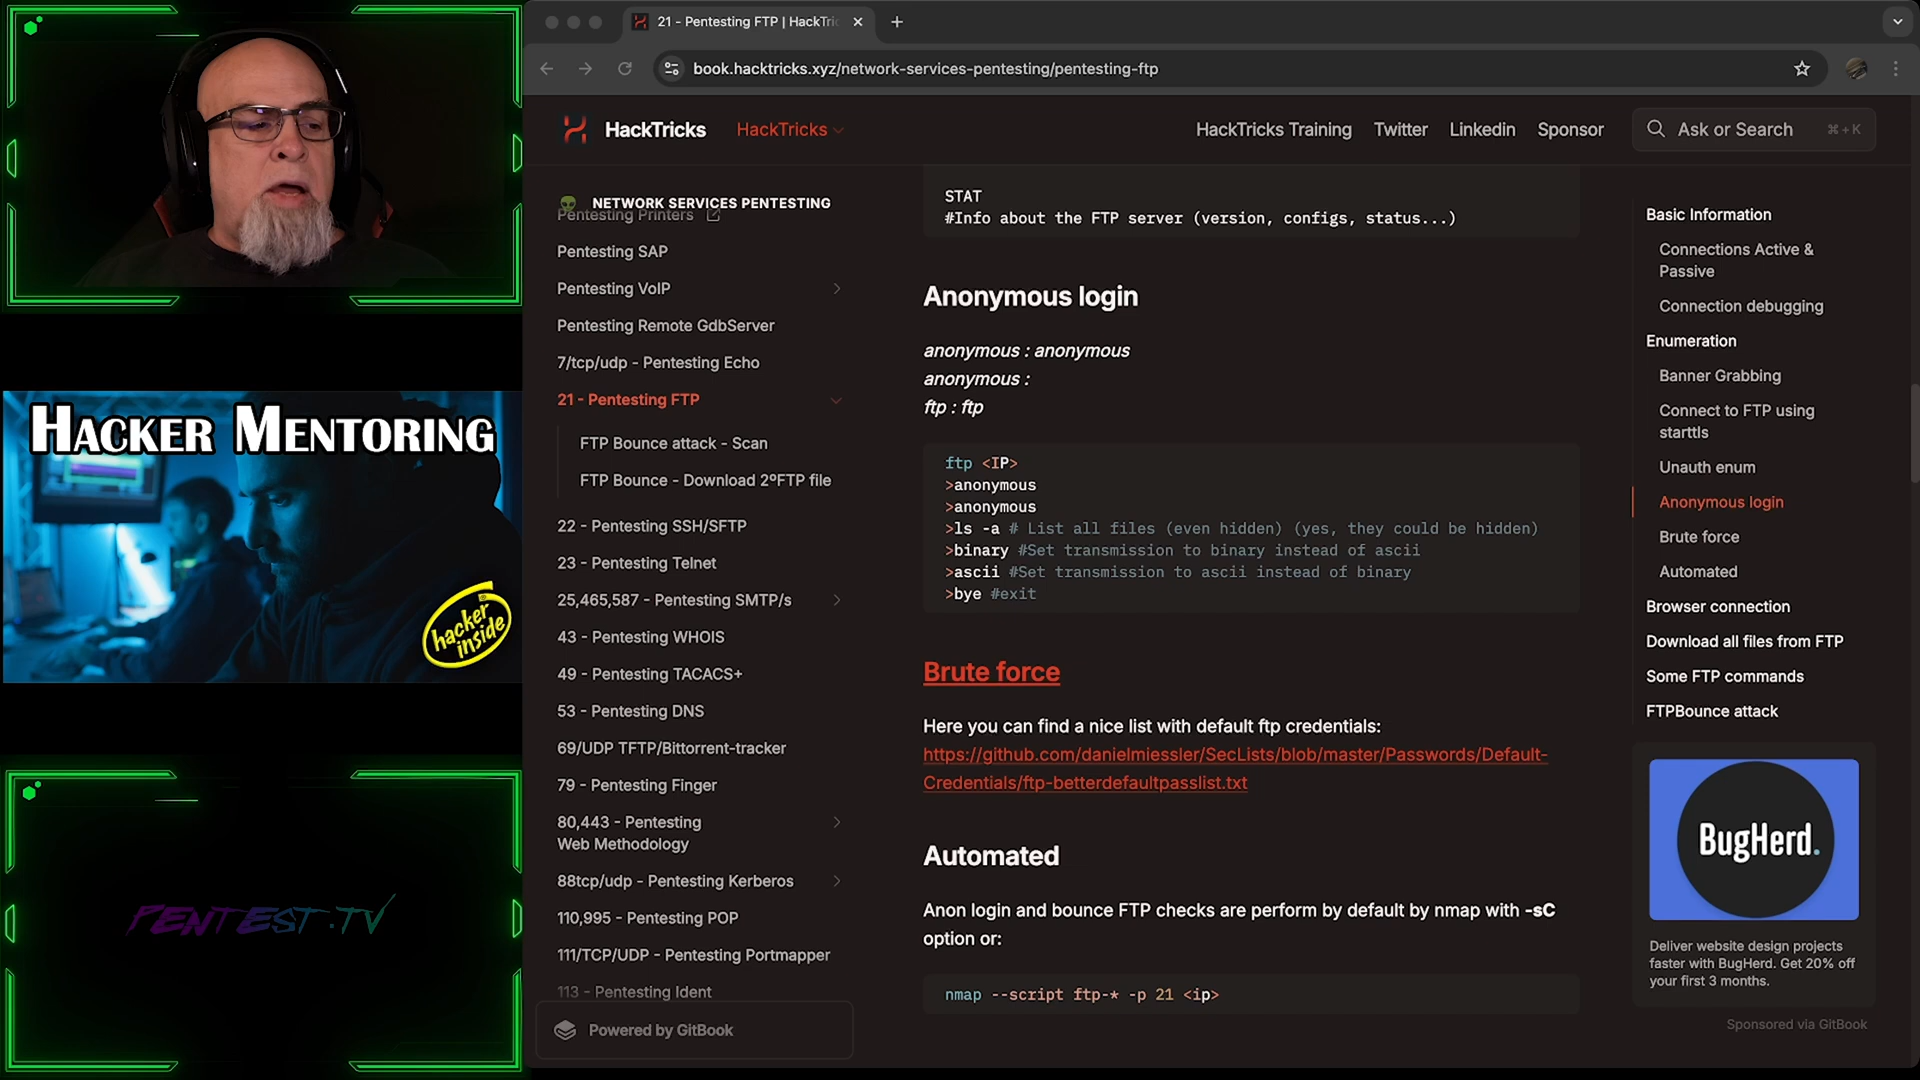 21 - Pentesting FTP | HackTri
book.hacktricks.xyz/network-services-pentesting/pentesting-ftp
HackTricks
HackTricks
HackTricks Training
Twitter
Linkedin
Sponsor
Ask or Search
⌘+K
HACKER MENTORING
hacker
inside
PENTEST.TV
NETWORK SERVICES PENTESTING
Pentesting Printers
Pentesting SAP
Pentesting VoIP
Pentesting Remote GdbServer
7/tcp/udp - Pentesting Echo
21 - Pentesting FTP
FTP Bounce attack - Scan
FTP Bounce - Download 2ºFTP file
22 - Pentesting SSH/SFTP
23 - Pentesting Telnet
25,465,587 - Pentesting SMTP/s
43 - Pentesting WHOIS
49 - Pentesting TACACS+
53 - Pentesting DNS
69/UDP TFTP/Bittorrent-tracker
79 - Pentesting Finger
80,443 - Pentesting
Web Methodology
88tcp/udp - Pentesting Kerberos
110,995 - Pentesting POP
111/TCP/UDP - Pentesting Portmapper
113 - Pentesting Ident
Powered by GitBook
STAT
#Info about the FTP server (version, configs, status...)
Anonymous login
anonymous : anonymous
anonymous :
ftp : ftp
ftp <IP>
>anonymous
>anonymous
>ls -a # List all files (even hidden) (yes, they could be hidden)
>binary #Set transmission to binary instead of ascii
>ascii #Set transmission to ascii instead of binary
>bye #exit
Brute force
Here you can find a nice list with default ftp credentials:
https://github.com/danielmiessler/SecLists/blob/master/Passwords/Default-
Credentials/ftp-betterdefaultpasslist.txt
Automated
Anon login and bounce FTP checks are perform by default by nmap with -sC
option or:
nmap --script ftp-* -p 21 <ip>
Basic Information
Connections Active &
Passive
Connection debugging
Enumeration
Banner Grabbing
Connect to FTP using
starttls
Unauth enum
Anonymous login
Brute force
Automated
Browser connection
Download all files from FTP
Some FTP commands
FTPBounce attack
BugHerd.
Deliver website design projects
faster with BugHerd. Get 20% off
your first 3 months.
Sponsored via GitBook